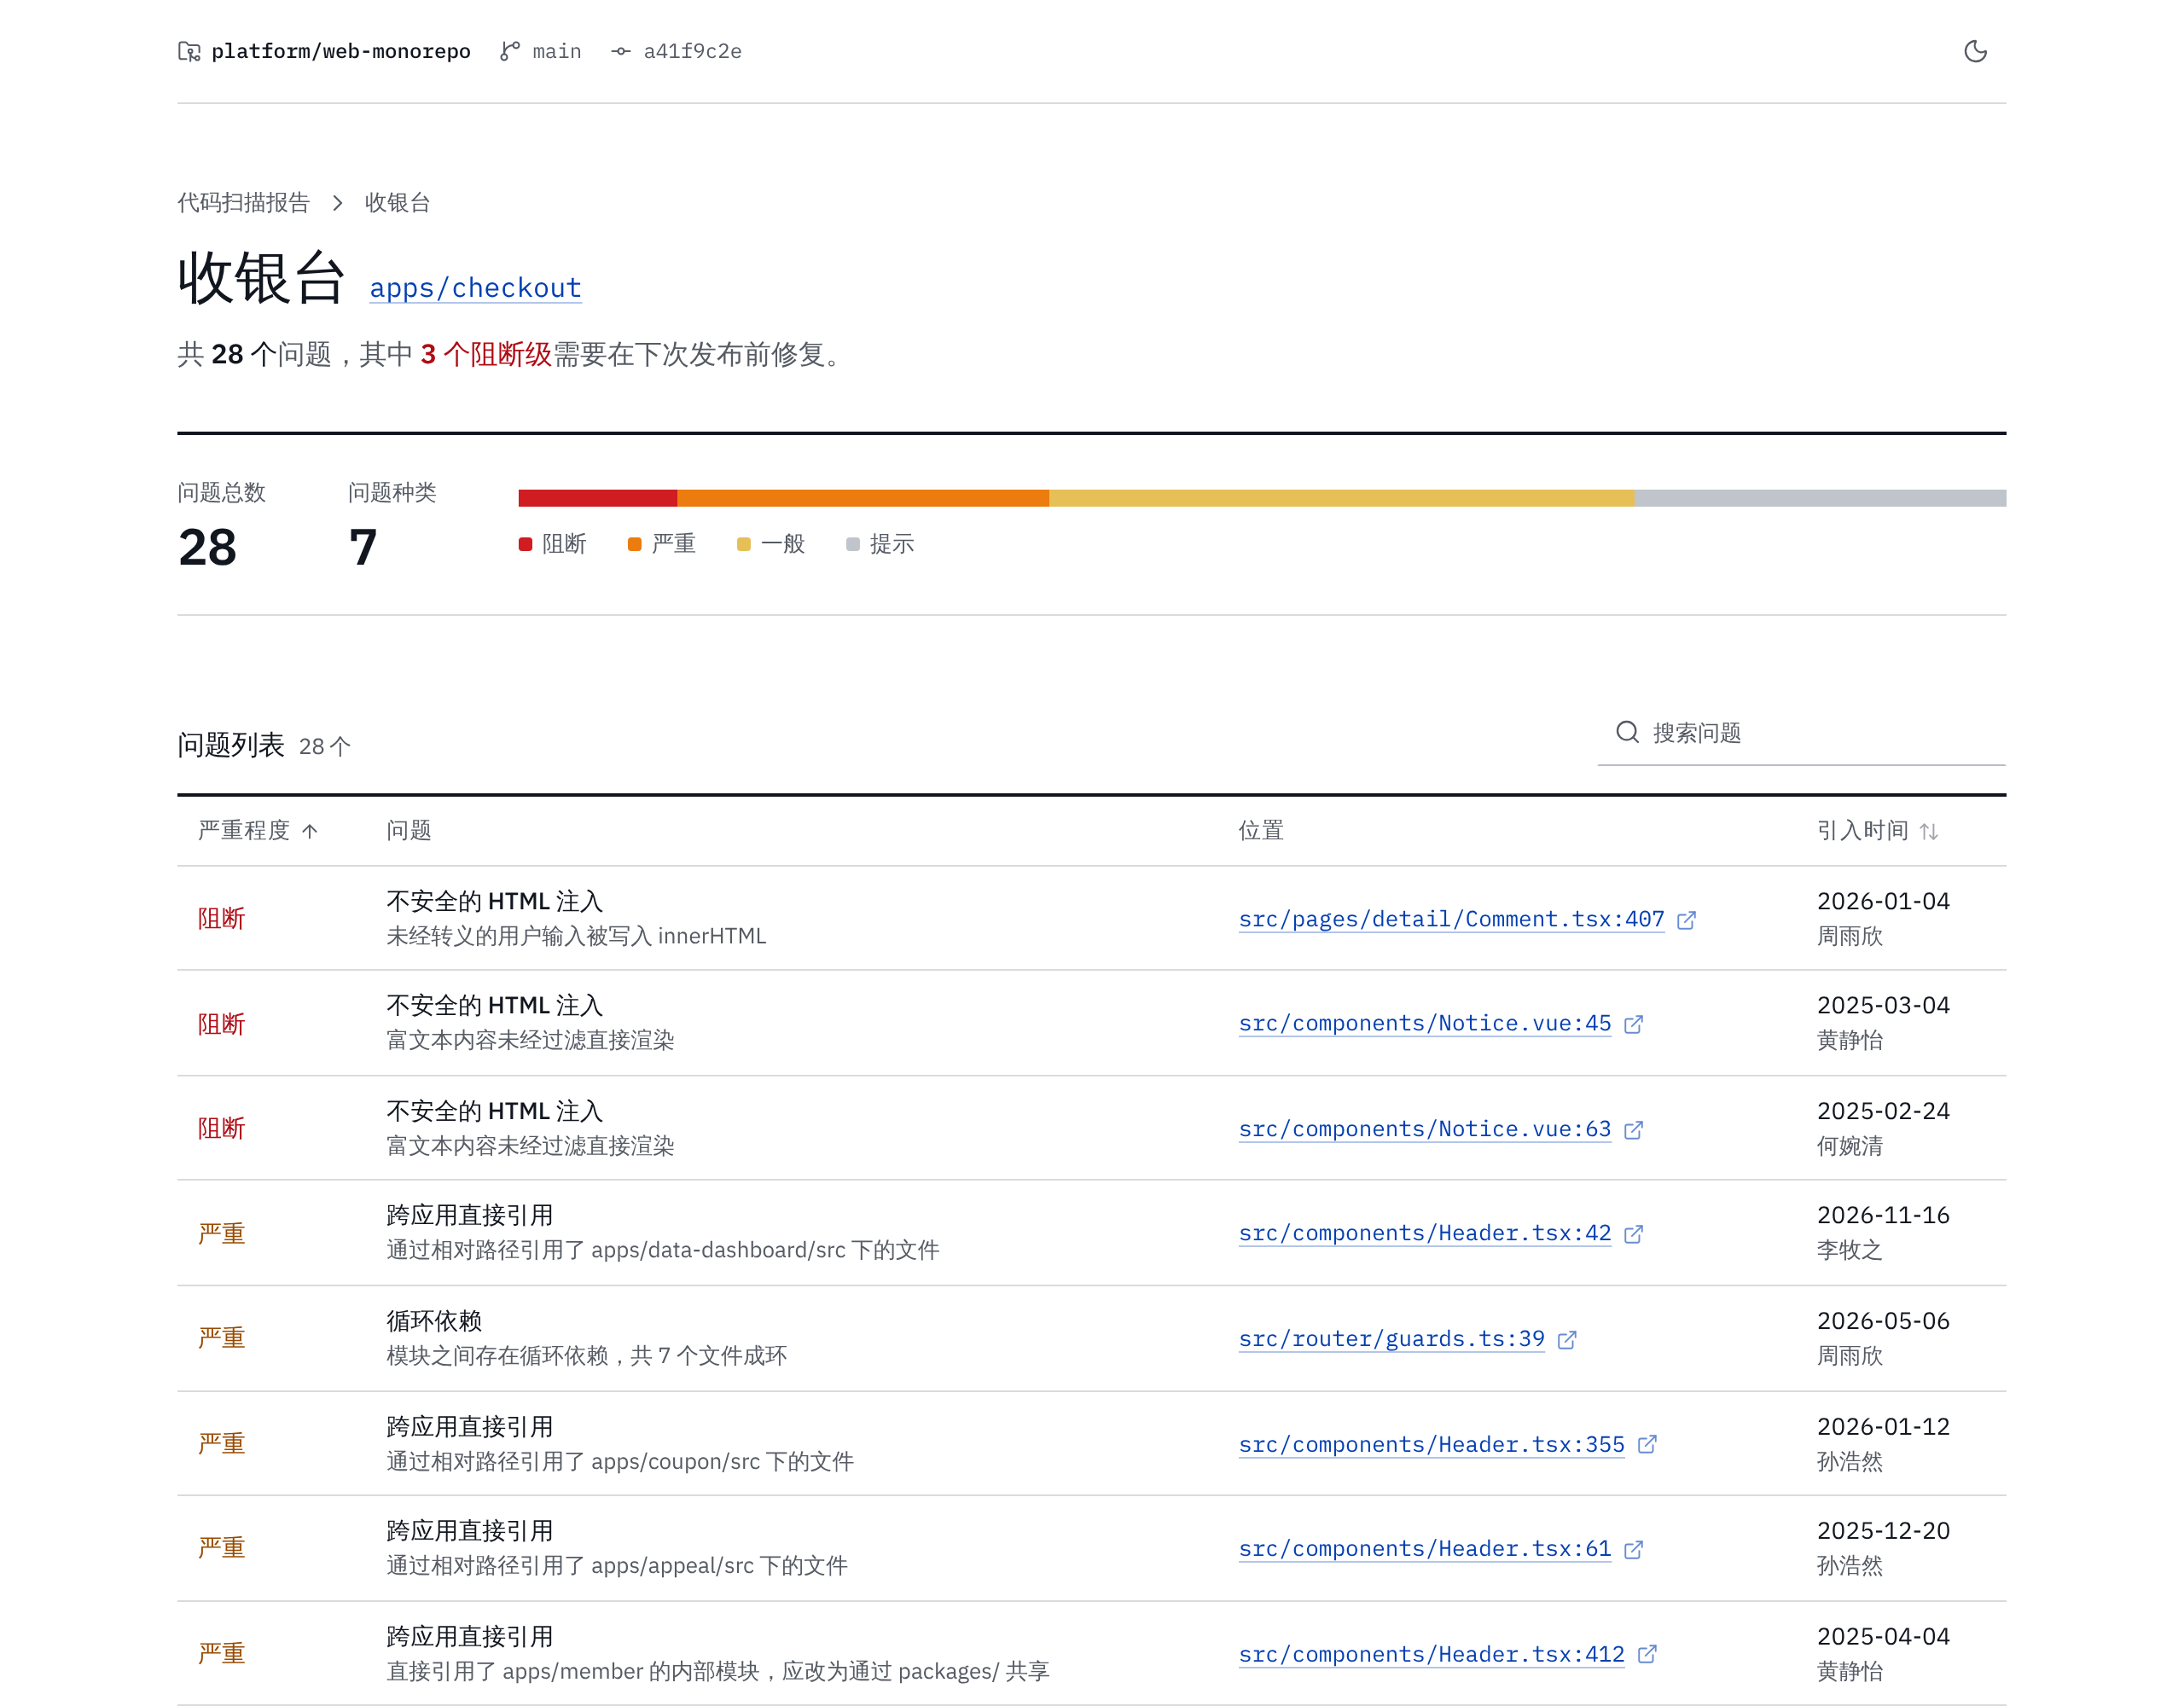 platform/web-monorepo main a41f9c2e
代码扫描报告 收银台
收银台 apps/checkout
共 28 个问题，其中 3 个阻断级需要在下次发布前修复。
问题总数 问题种类
28 7
阻断 严重 一般 提示
问题列表 28 个 搜索问题
严重程度 问题 位置 引入时间
阻断 不安全的 HTML 注入 src/pages/detail/Comment.tsx:407 2026-01-04
未经转义的用户输入被写入 innerHTML 周雨欣
阻断 不安全的 HTML 注入 src/components/Notice.vue:45 2025-03-04
富文本内容未经过滤直接渲染 黄静怡
阻断 不安全的 HTML 注入 src/components/Notice.vue:63 2025-02-24
富文本内容未经过滤直接渲染 何婉清
严重 跨应用直接引用 src/components/Header.tsx:42 2026-11-16
通过相对路径引用了 apps/data-dashboard/src 下的文件 李牧之
严重 循环依赖 src/router/guards.ts:39 2026-05-06
模块之间存在循环依赖，共 7 个文件成环 周雨欣
严重 跨应用直接引用 src/components/Header.tsx:355 2026-01-12
通过相对路径引用了 apps/coupon/src 下的文件 孙浩然
严重 跨应用直接引用 src/components/Header.tsx:61 2025-12-20
通过相对路径引用了 apps/appeal/src 下的文件 孙浩然
严重 跨应用直接引用 src/components/Header.tsx:412 2025-04-04
直接引用了 apps/member 的内部模块，应改为通过 packages/ 共享 黄静怡